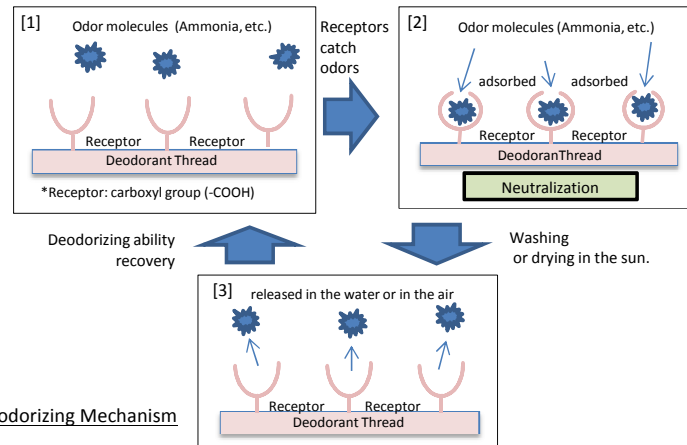 [1]
Odor molecules (Ammonia, etc.)
Receptor Receptor
Deodorant Thread
*Receptor: carboxyl group (-COOH)
Receptors
catch
odors
[2]
Odor molecules (Ammonia, etc.)
adsorbed adsorbed
Receptor Receptor
DeodoranThread
Neutralization
Deodorizing ability
recovery
Washing
or drying in the sun.
[3]
released in the water or in the air
Receptor Receptor
Deodorant Thread
odorizing Mechanism